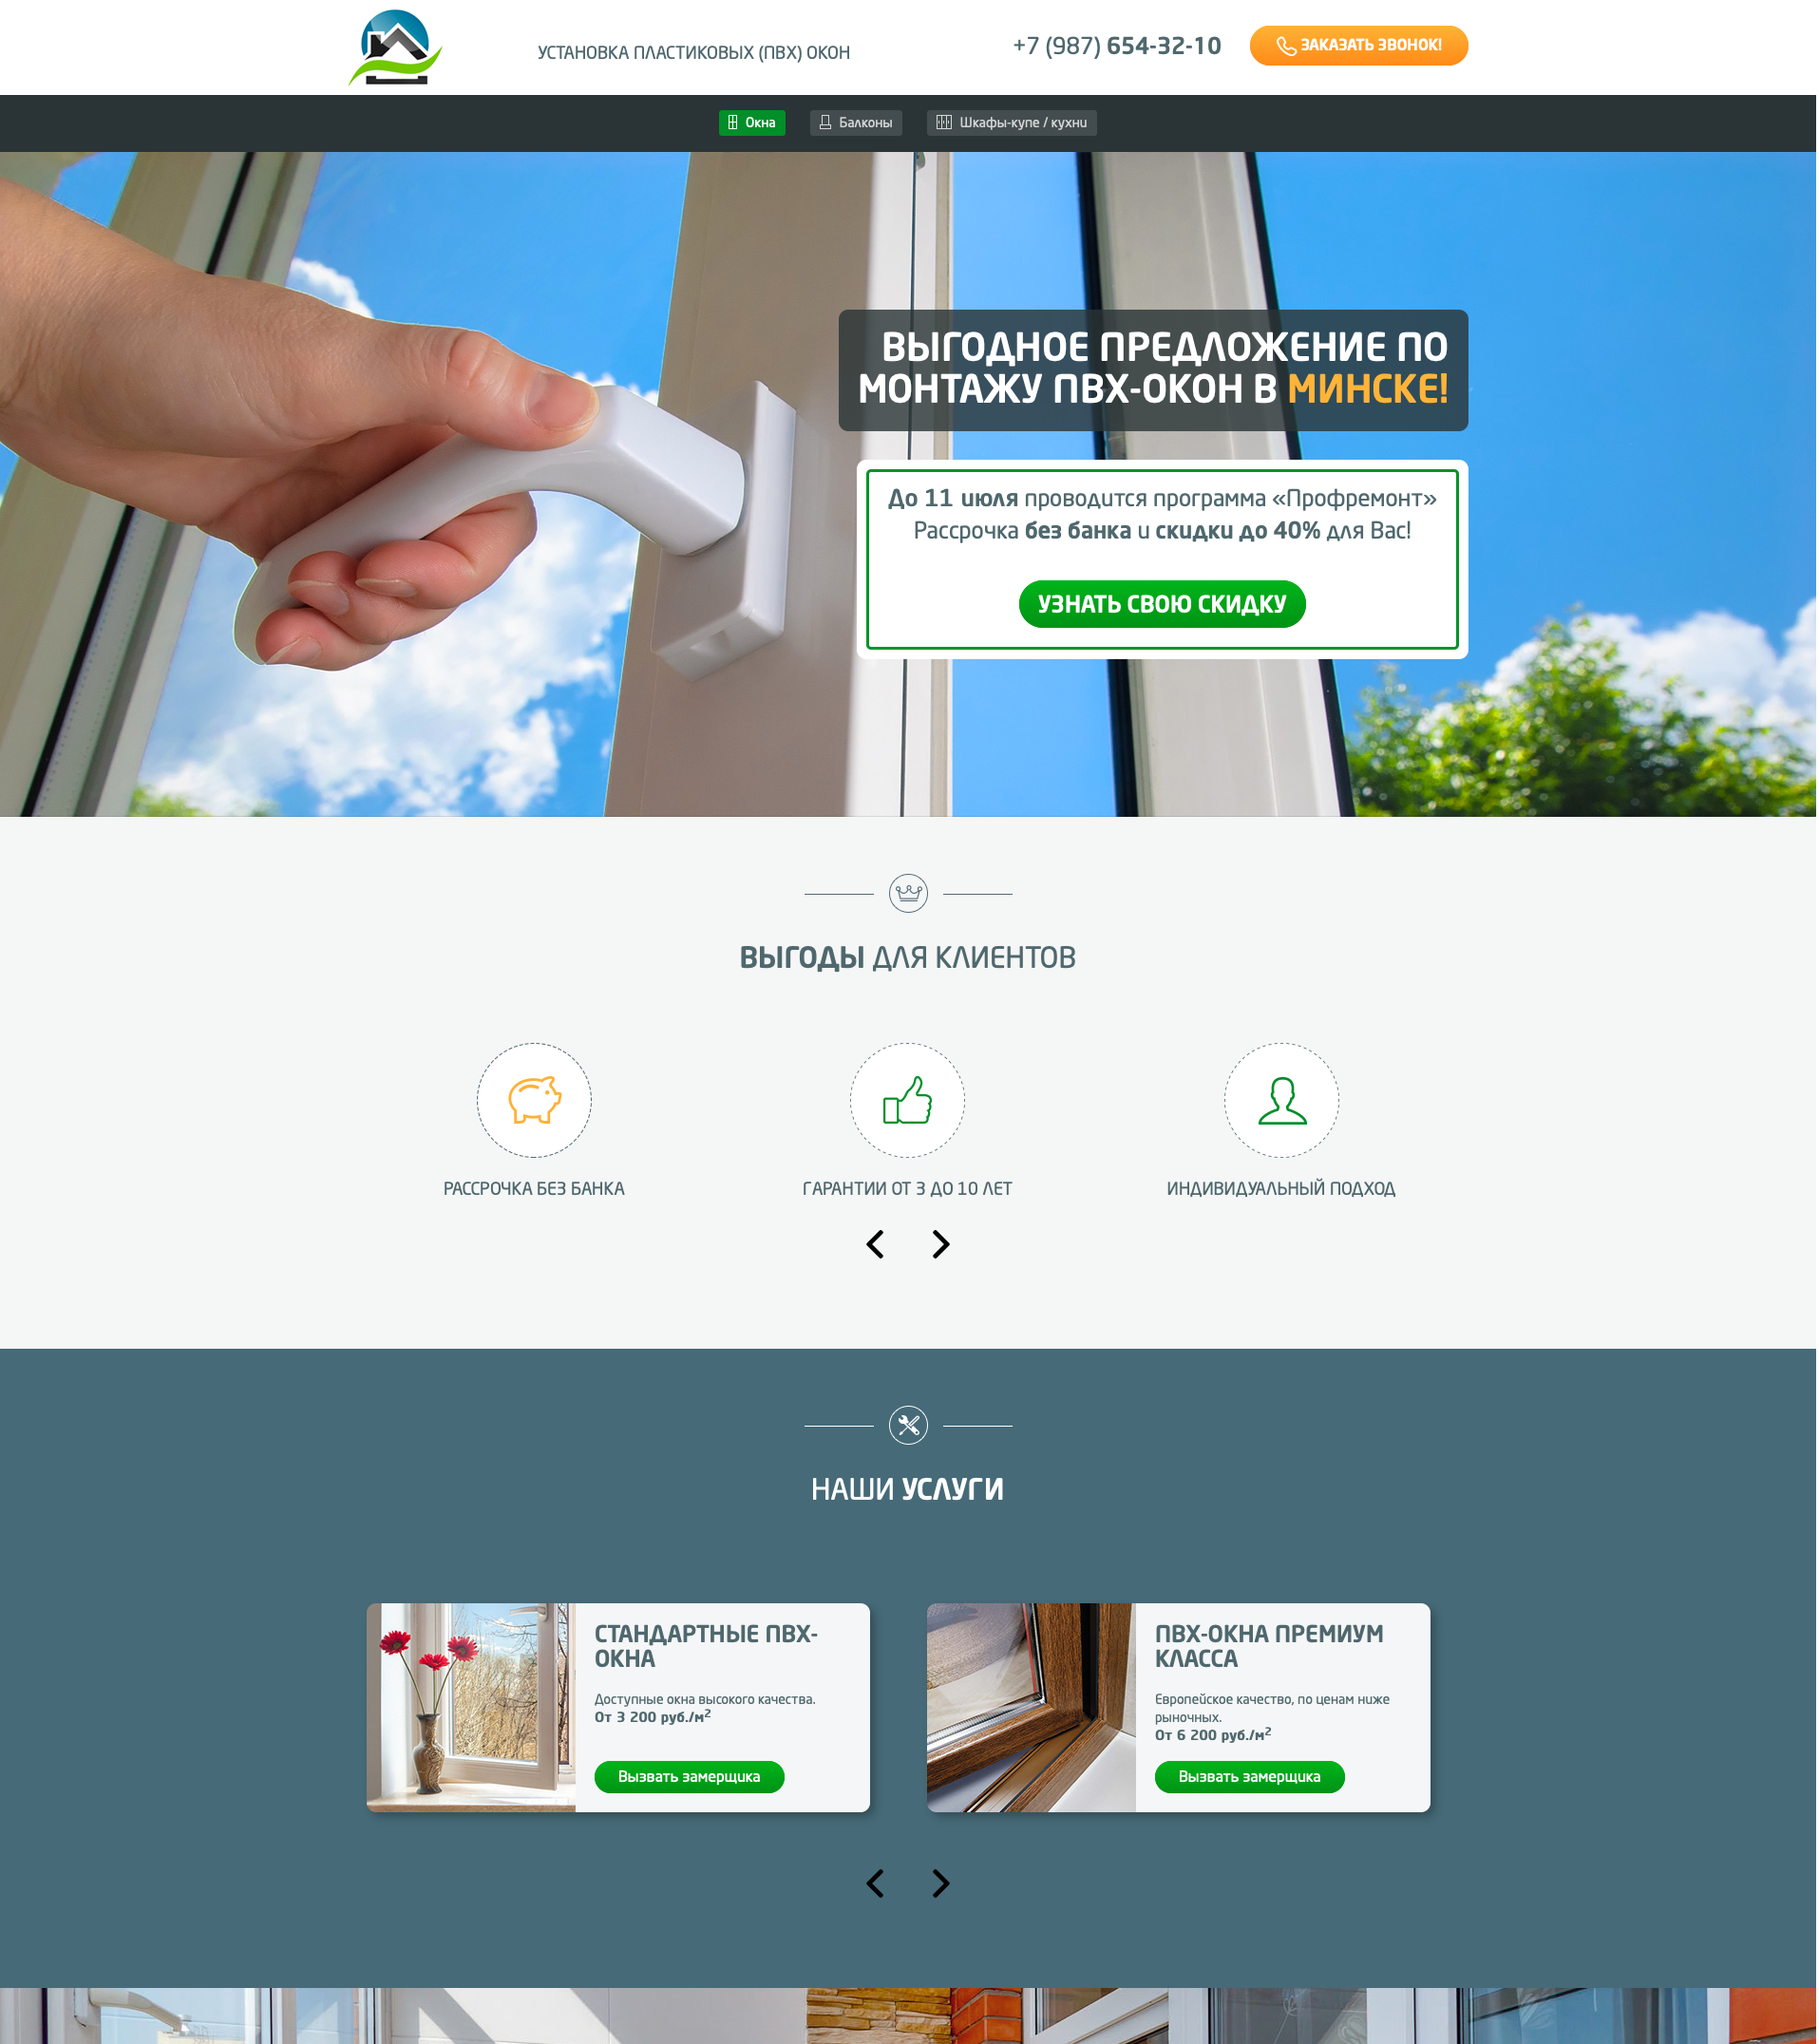 УСТАНОВКА ПЛАСТИКОВЫХ (ПВХ) ОКОН
+7 (987) 654-32-10
ЗАКАЗАТЬ ЗВОНОК!
Окна
Балконы
Шкафы-купе / кухни
ВЫГОДНОЕ ПРЕДЛОЖЕНИЕ ПО
МОНТАЖУ ПВХ-ОКОН В МИНСКЕ!
До 11 июля проводится программа «Профремонт»
Рассрочка без банка и скидки до 40% для Вас!
УЗНАТЬ СВОЮ СКИДКУ
ВЫГОДЫ ДЛЯ КЛИЕНТОВ
РАССРОЧКА БЕЗ БАНКА
ГАРАНТИИ ОТ 3 ДО 10 ЛЕТ
ИНДИВИДУАЛЬНЫЙ ПОДХОД
НАШИ УСЛУГИ
СТАНДАРТНЫЕ ПВХ-
ОКНА
Доступные окна высокого качества.
От 3 200 руб./м²
Вызвать замерщика
ПВХ-ОКНА ПРЕМИУМ
КЛАССА
Европейское качество, по ценам ниже
рыночных.
От 6 200 руб./м²
Вызвать замерщика